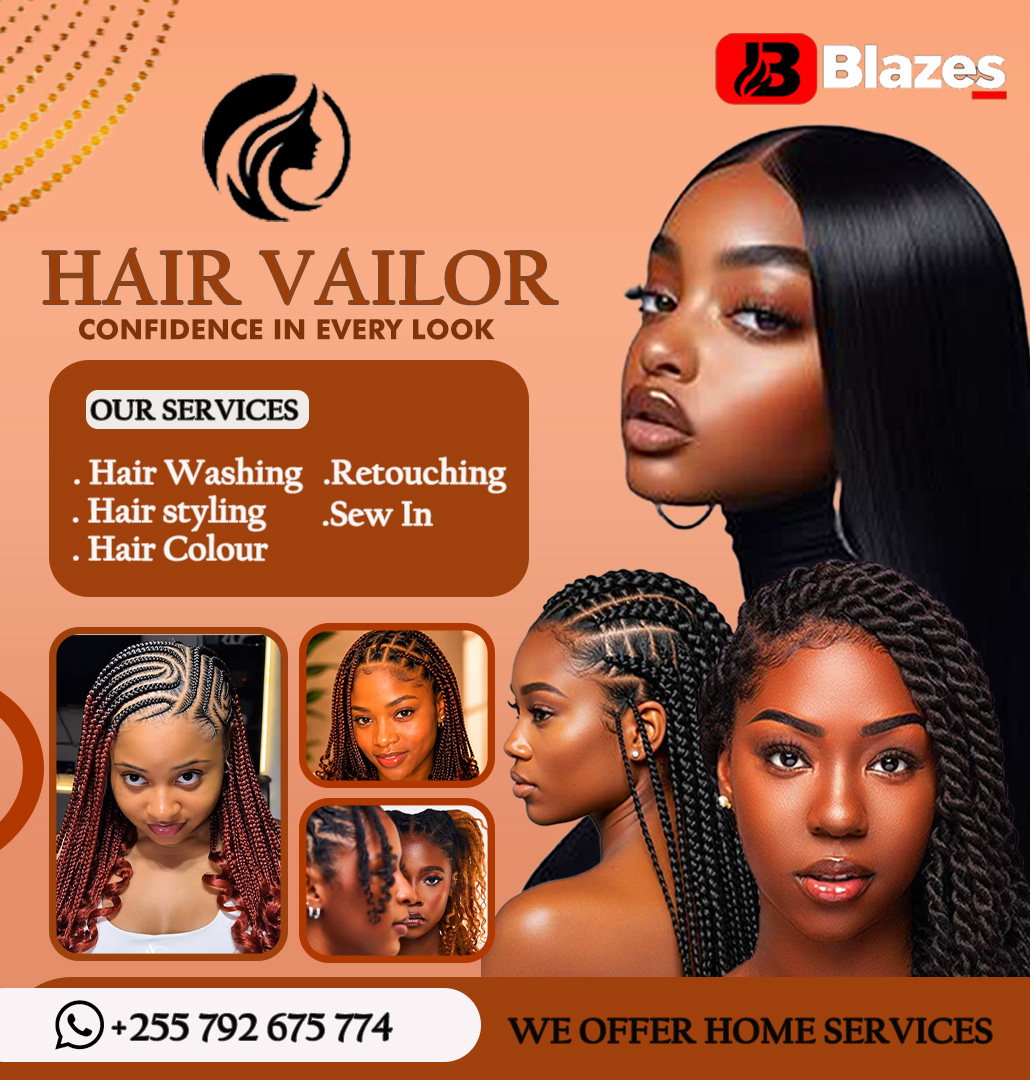 Blazes
HAIR VAILOR
CONFIDENCE IN EVERY LOOK
OUR SERVICES
. Hair Washing
. Hair styling
. Hair Colour
.Retouching
.Sew In
+255 792 675 774
WE OFFER HOME SERVICES